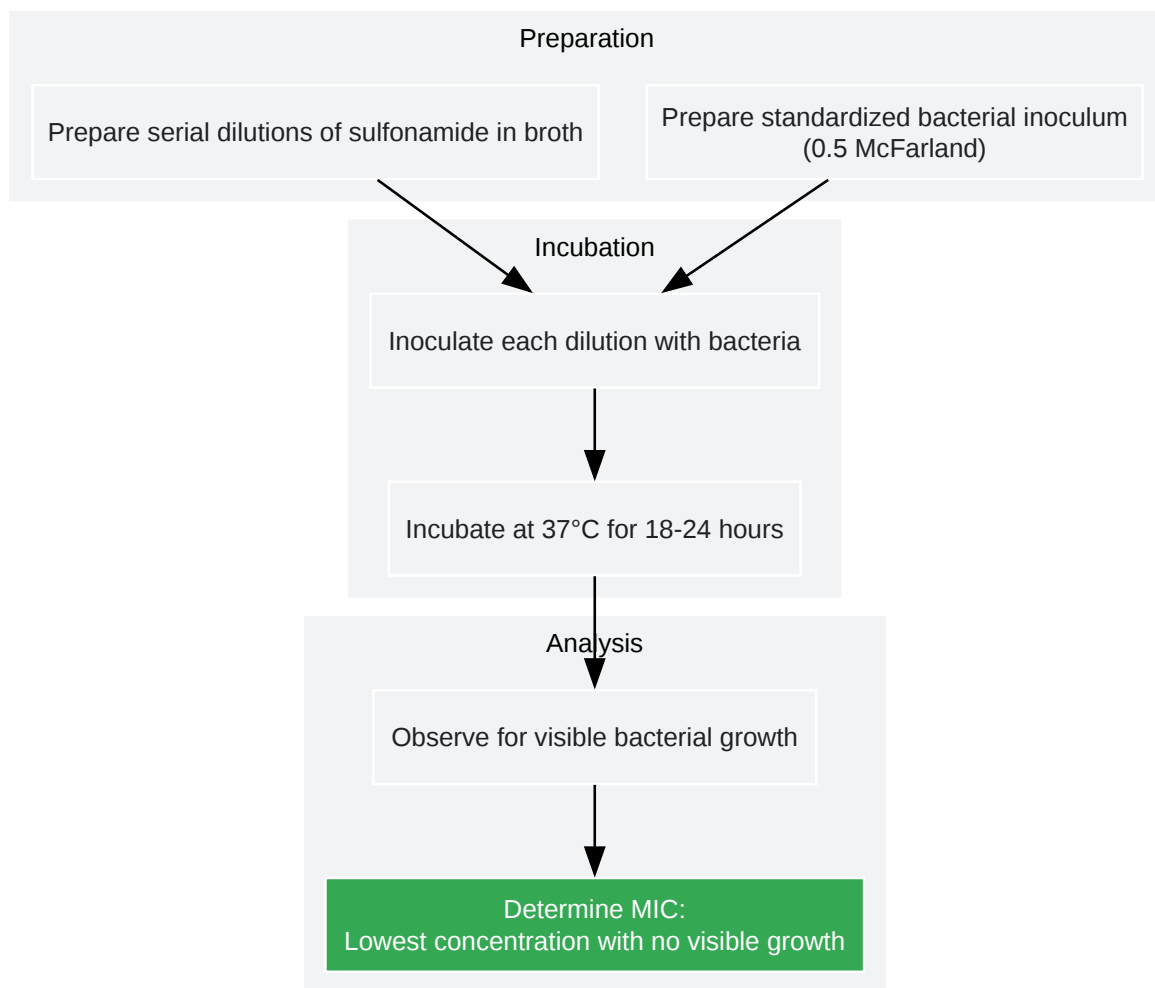 Preparation
Prepare serial dilutions of sulfonamide in broth
Prepare standardized bacterial inoculum
(0.5 McFarland)
Incubation
Inoculate each dilution with bacteria
Incubate at 37°C for 18-24 hours
Analysis
Observe for visible bacterial growth
Determine MIC:
Lowest concentration with no visible growth